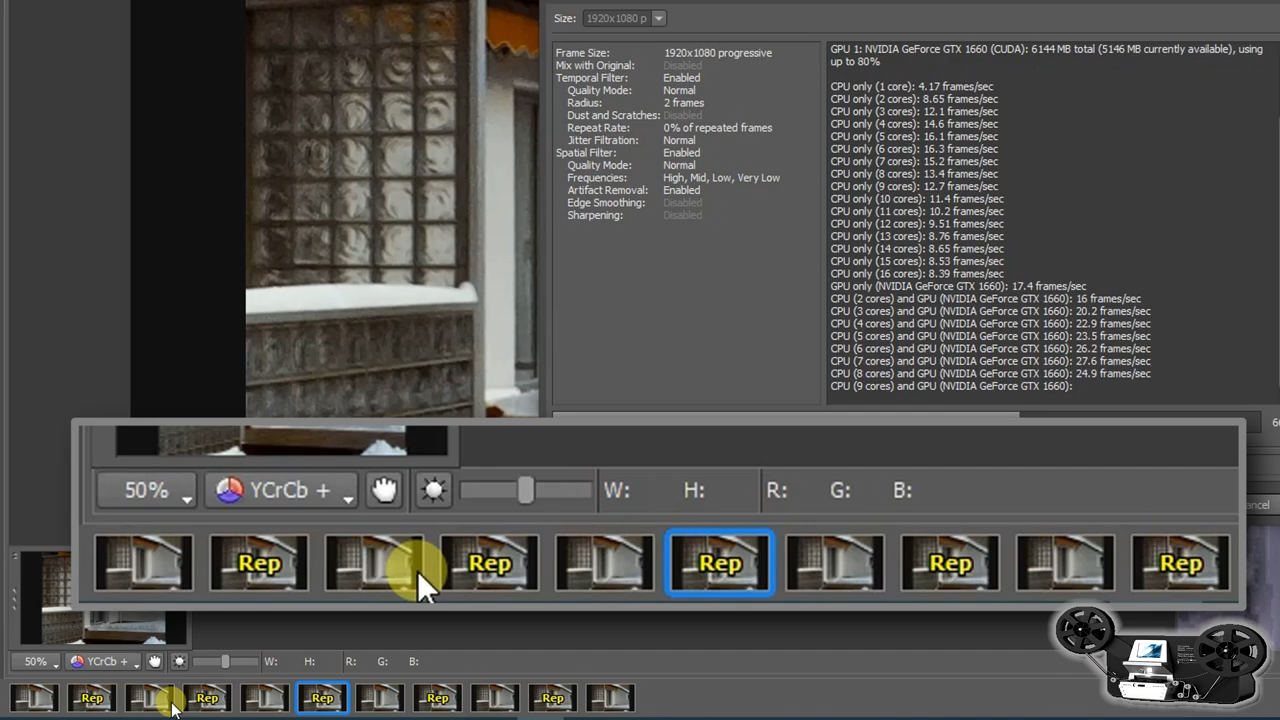 Size: 1920x1080 p
Frame Size: 1920x1080 progressive
Mix with Original: Disabled
Temporal Filter: Enabled
Quality Mode: Normal
Radius: 2 frames
Dust and Scratches: Disabled
Repeat Rate: 0% of repeated frames
Jitter Filtration: Normal
Spatial Filter: Enabled
Quality Mode: Normal
Frequencies: High, Mid, Low, Very Low
Artifact Removal: Enabled
Edge Smoothing: Disabled
Sharpening: Disabled
GPU 1: NVIDIA GeForce GTX 1660 (CUDA): 6144 MB total (5146 MB currently available), using
up to 80%
CPU only (1 core): 4.17 frames/sec
CPU only (2 cores): 8.65 frames/sec
CPU only (3 cores): 12.1 frames/sec
CPU only (4 cores): 14.6 frames/sec
CPU only (5 cores): 16.1 frames/sec
CPU only (6 cores): 16.3 frames/sec
CPU only (7 cores): 15.2 frames/sec
CPU only (8 cores): 13.4 frames/sec
CPU only (9 cores): 12.7 frames/sec
CPU only (10 cores): 11.4 frames/sec
CPU only (11 cores): 10.2 frames/sec
CPU only (12 cores): 9.51 frames/sec
CPU only (13 cores): 8.76 frames/sec
CPU only (14 cores): 8.65 frames/sec
CPU only (15 cores): 8.53 frames/sec
CPU only (16 cores): 8.39 frames/sec
GPU only (NVIDIA GeForce GTX 1660): 17.4 frames/sec
CPU (2 cores) and GPU (NVIDIA GeForce GTX 1660): 16 frames/sec
CPU (3 cores) and GPU (NVIDIA GeForce GTX 1660): 20.2 frames/sec
CPU (4 cores) and GPU (NVIDIA GeForce GTX 1660): 22.9 frames/sec
CPU (5 cores) and GPU (NVIDIA GeForce GTX 1660): 23.5 frames/sec
CPU (6 cores) and GPU (NVIDIA GeForce GTX 1660): 26.2 frames/sec
CPU (7 cores) and GPU (NVIDIA GeForce GTX 1660): 27.6 frames/sec
CPU (8 cores) and GPU (NVIDIA GeForce GTX 1660): 24.9 frames/sec
CPU (9 cores) and GPU (NVIDIA GeForce GTX 1660):
50% YCrCb + W: H: R: G: B:
Rep Rep Rep Rep Rep
50% YCrCb + W: H: R: G: B:
Rep Rep Rep Rep Rep